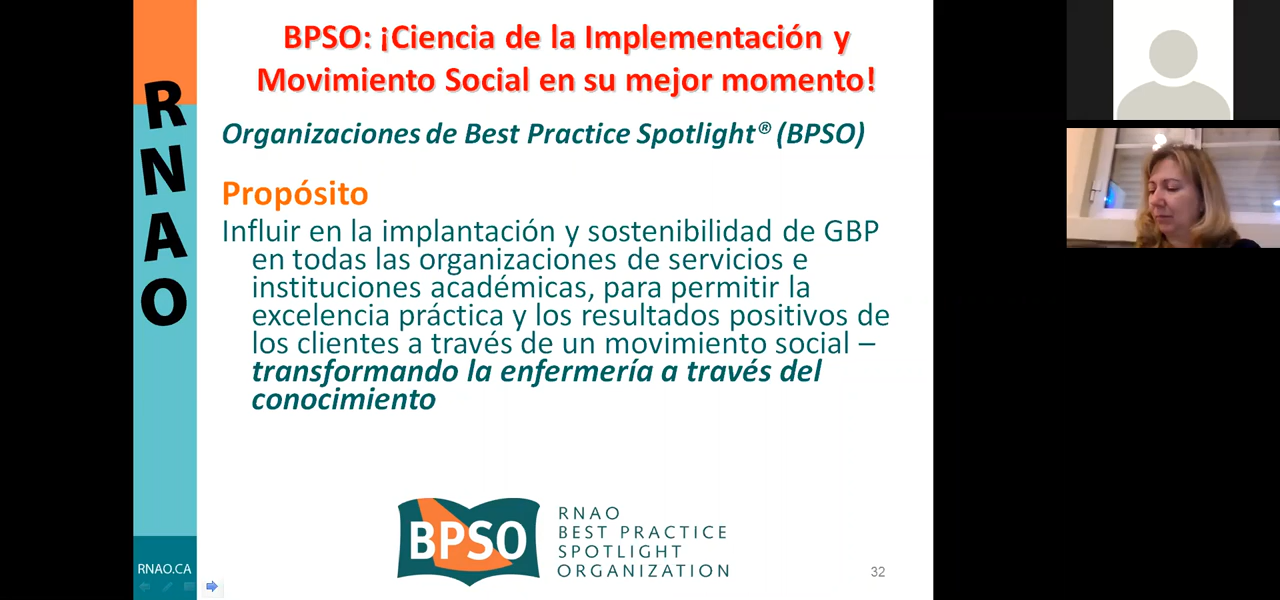 BPSO: ¡Ciencia de la Implementación y
Movimiento Social en su mejor momento!
Organizaciones de Best Practice Spotlight® (BPSO)
Propósito
Influir en la implantación y sostenibilidad de GBP
en todas las organizaciones de servicios e
instituciones académicas, para permitir la
excelencia práctica y los resultados positivos de
los clientes a través de un movimiento social –
transformando la enfermería a través del
conocimiento
RNAO
RNAO.CA
BPSO
RNAO
BEST PRACTICE
SPOTLIGHT
ORGANIZATION
32